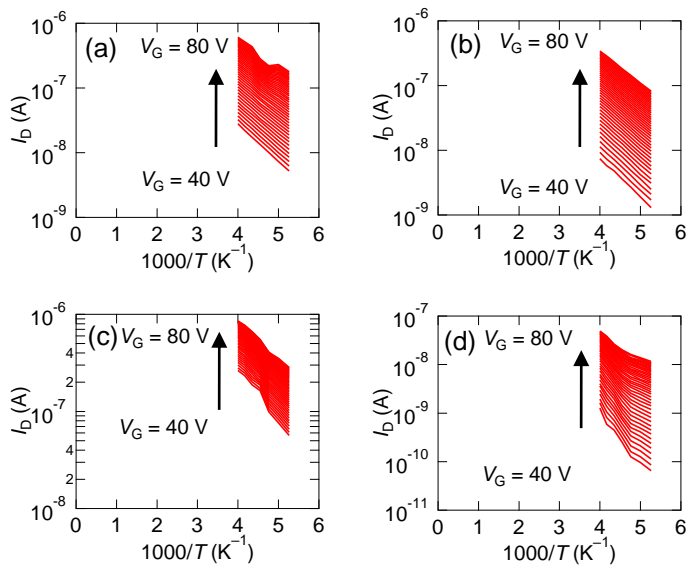 10⁻⁶
(a)
V_G = 80 V
10⁻⁷
I_D (A)
10⁻⁸
V_G = 40 V
10⁻⁹
0 1 2 3 4 5 6
1000/T (K⁻¹)
10⁻⁵
(b)
10⁻⁶
V_G = 80 V
I_D (A)
10⁻⁷
10⁻⁸
V_G = 40 V
10⁻⁹
0 1 2 3 4 5 6
1000/T (K⁻¹)
10⁻⁶
(c)
V_G = 80 V
4
2
I_D (A)
10⁻⁷
V_G = 40 V
4
2
10⁻⁸
0 1 2 3 4 5 6
1000/T (K⁻¹)
10⁻⁷
(d)
V_G = 80 V
10⁻⁸
I_D (A)
10⁻⁹
10⁻¹⁰
V_G = 40 V
10⁻¹¹
0 1 2 3 4 5 6
1000/T (K⁻¹)